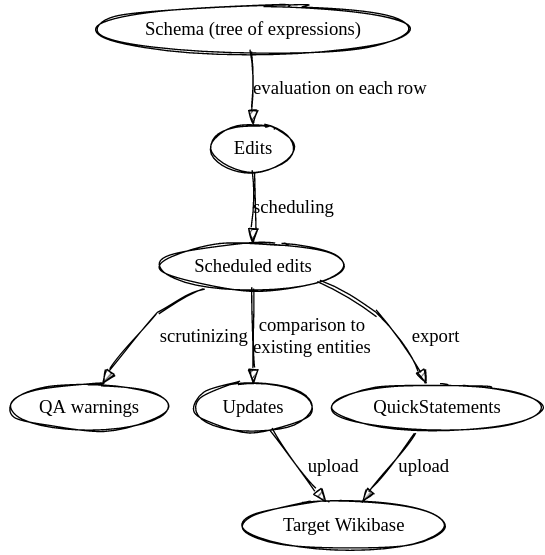 Schema (tree of expressions)
evaluation on each row
Edits
scheduling
Scheduled edits
scrutinizing
comparison to
existing entities
export
QA warnings
Updates
QuickStatements
upload
upload
Target Wikibase